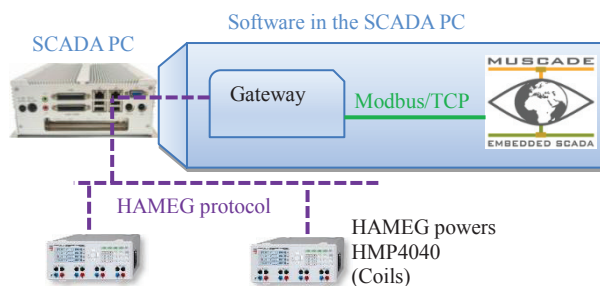 Software in the SCADA PC
SCADA PC
MUSCADE
Gateway
Modbus/TCP
EMBEDDED SCADA
HAMEG protocol
HAMEG powers
HMP4040
(Coils)